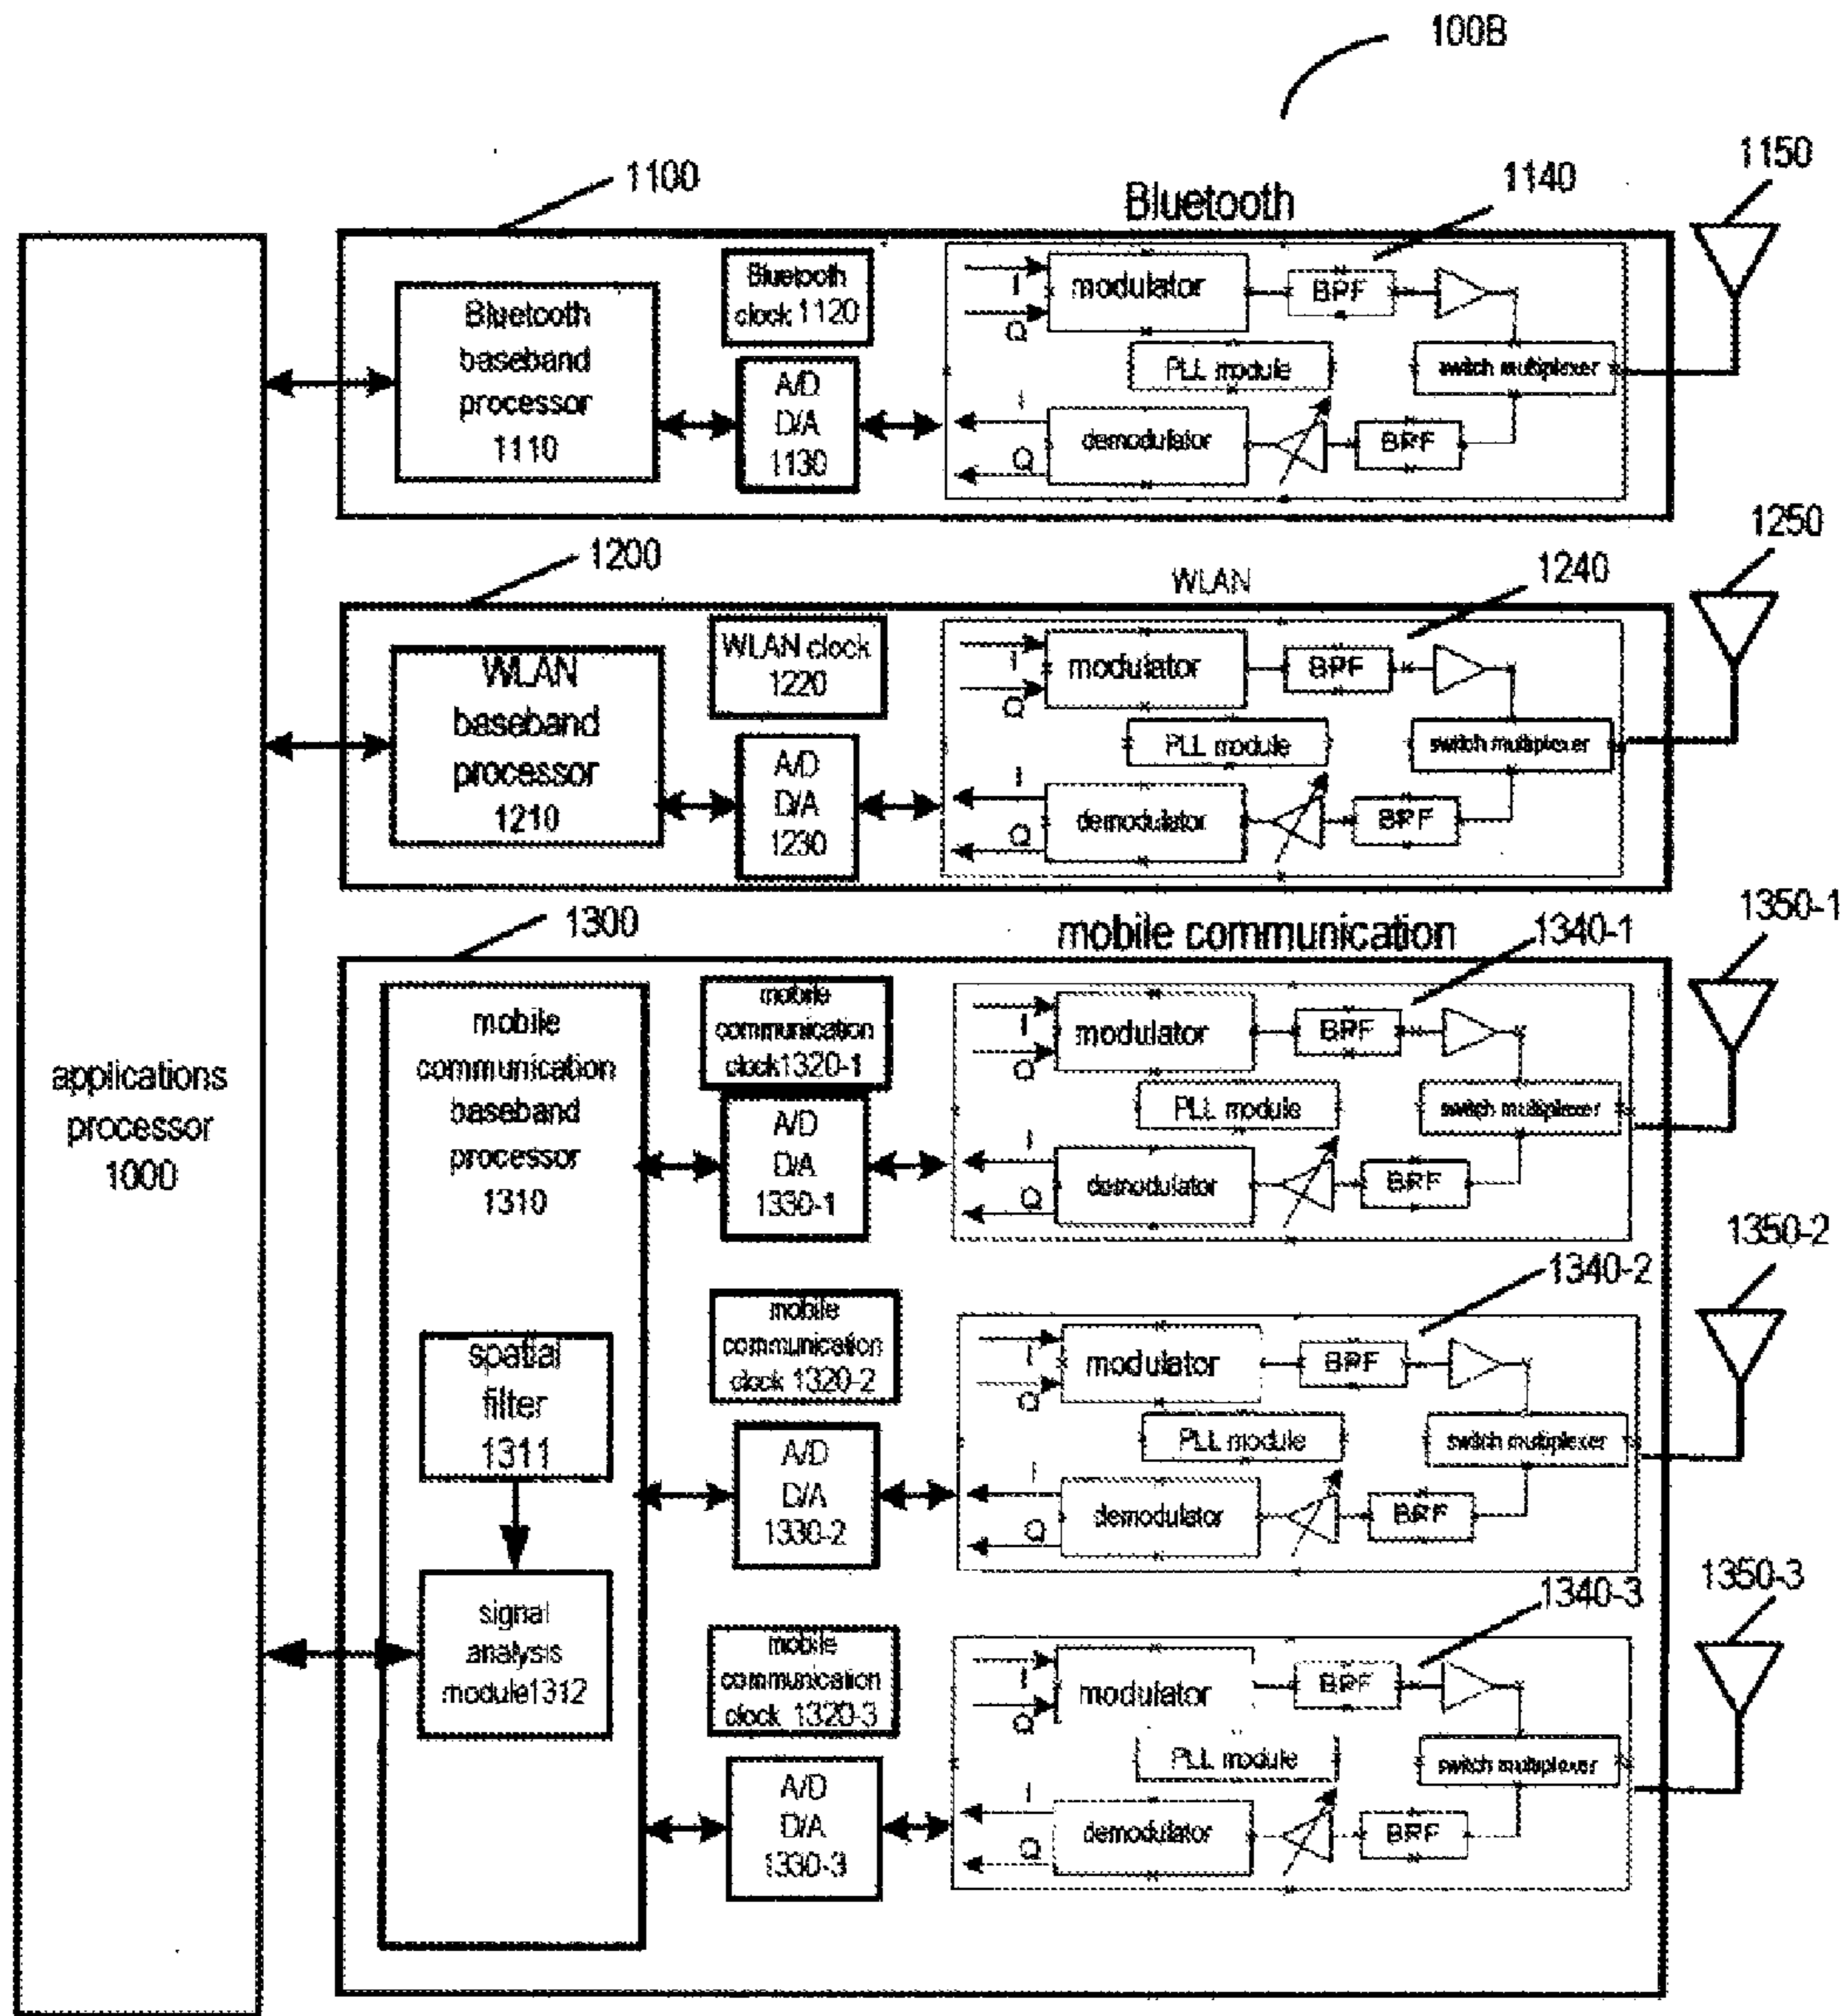 100B
1100
Bluetooth
1140
1150
Bluetooth
baseband
processor
1110
Bluetooth
clock 1120
A/D
D/A
1130
I
Q
modulator
BPF
PLL module
switch multiplexer
I
Q
demodulator
BPF
1200
WLAN
1240
1250
WLAN
baseband
processor
1210
WLAN clock
1220
A/D
D/A
1230
I
Q
modulator
BPF
PLL module
switch multiplexer
I
Q
demodulator
BPF
applications
processor
1000
1300
mobile communication
1340-1
1350-1
mobile
communication
baseband
processor
1310
mobile
communication
clock1320-1
A/D
D/A
1330-1
I
Q
modulator
BPF
PLL module
switch multiplexer
I
Q
demodulator
BPF
1340-2
1350-2
spatial
filter
1311
mobile
communication
clock 1320-2
A/D
D/A
1330-2
I
Q
modulator
BPF
PLL module
switch multiplexer
I
Q
demodulator
BPF
1340-3
1350-3
signal
analysis
module1312
mobile
communication
clock 1320-3
A/D
D/A
1330-3
I
Q
modulator
BPF
PLL module
switch multiplexer
I
Q
demodulator
BPF